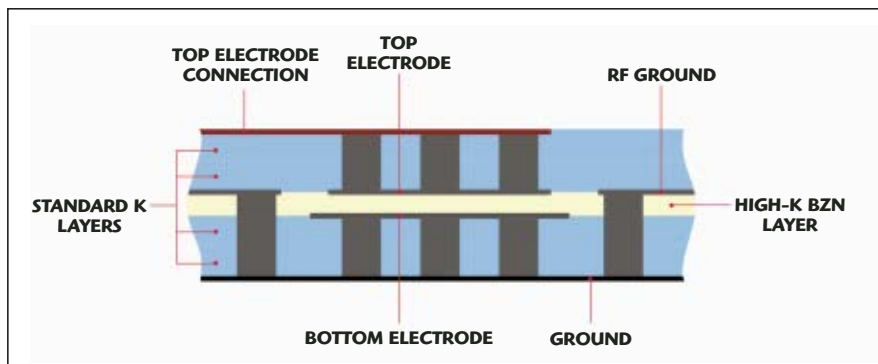 TOP ELECTRODE
CONNECTION
TOP
ELECTRODE
RF GROUND
STANDARD K
LAYERS
HIGH-K BZN
LAYER
BOTTOM ELECTRODE
GROUND